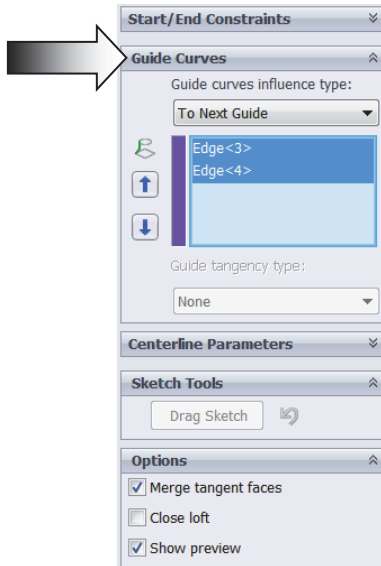 Start/End Constraints
Guide Curves
Guide curves influence type:
To Next Guide
Edge<3>
Edge<4>
Guide tangency type:
None
Centerline Parameters
Sketch Tools
Drag Sketch
Options
Merge tangent faces
Close loft
Show preview